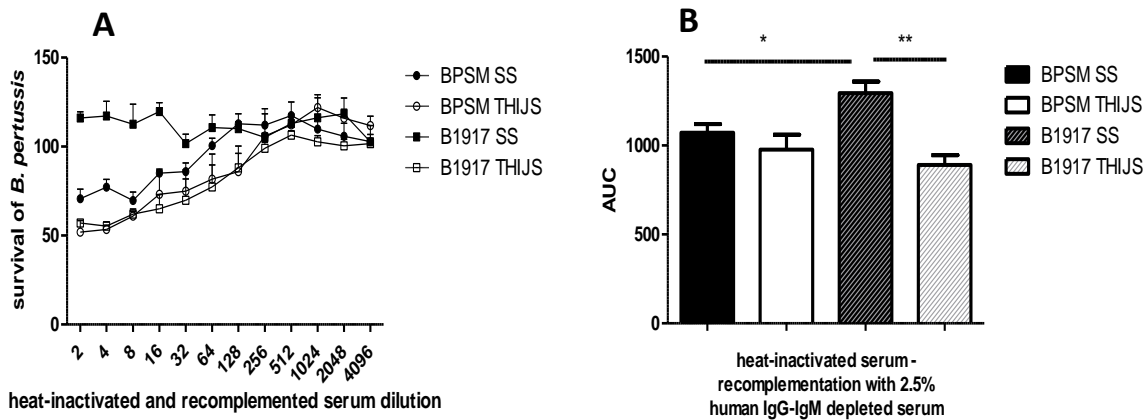 A
survival of B. pertussis
150
100
50
0
2
4
8
16
32
64
128
256
512
1024
2048
4096
heat-inactivated and recomplemented serum dilution
BPSM SS
BPSM THIJS
B1917 SS
B1917 THIJS
B
AUC
1500
1000
500
0
*
**
heat-inactivated serum -
recomplementation with 2.5%
human IgG-IgM depleted serum
BPSM SS
BPSM THIJS
B1917 SS
B1917 THIJS